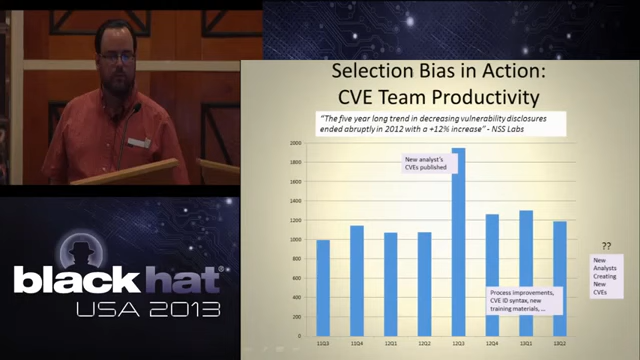 Selection Bias in Action:
CVE Team Productivity
"The five year long trend in decreasing vulnerability disclosures
ended abruptly in 2012 with a +12% increase" - NSS Labs
2000
1800
1600
1400
1200
1000
800
600
400
200
0
New analyst's
CVEs published
Process Improvements,
CVE ID syntax, new
training materials, ...
??
New
Analysts
Creating
New
CVEs
11Q3 11Q4 12Q1 12Q2 12Q3 12Q4 13Q1 13Q2
black hat
USA 2013